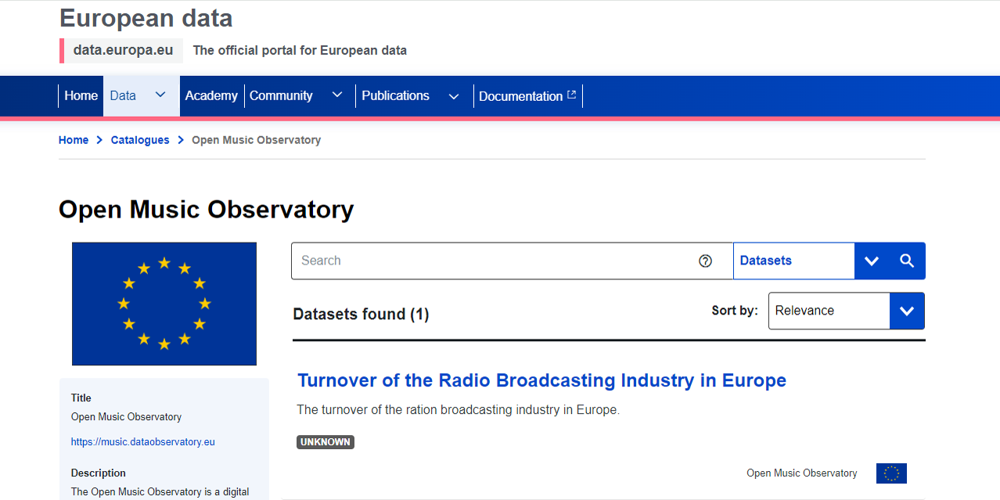 European data
data.europa.eu The official portal for European data
Home Data Academy Community Publications Documentation
Home Catalogues Open Music Observatory
Open Music Observatory
Search Datasets
Datasets found (1) Sort by: Relevance
Turnover of the Radio Broadcasting Industry in Europe
The turnover of the ration broadcasting industry in Europe.
UNKNOWN
Open Music Observatory
Title
Open Music Observatory
https://music.dataobservatory.eu
Description
The Open Music Observatory is a digital